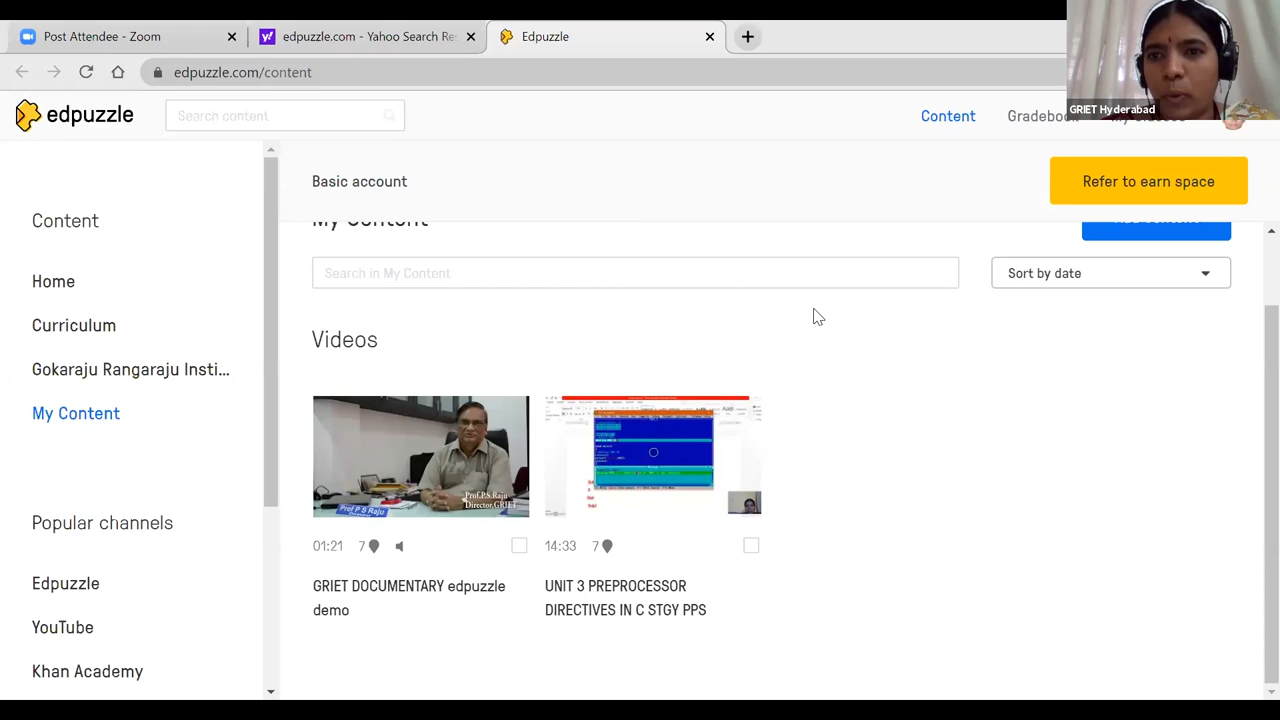 Post Attendee - Zoom
edpuzzle.com - Yahoo Search Res
Edpuzzle
edpuzzle.com/content
GRIET Hyderabad
edpuzzle
Search content
Content
Gradebook
Basic account
Refer to earn space
Content
My Content
Home
Search in My Content
Sort by date
Curriculum
Videos
Gokaraju Rangaraju Insti...
My Content
Prof.P.S.Raju
Director.GRIET
Prof P S Raju
Popular channels
01:21 7
14:33 7
GRIET DOCUMENTARY edpuzzle
demo
UNIT 3 PREPROCESSOR
DIRECTIVES IN C STGY PPS
Edpuzzle
YouTube
Khan Academy